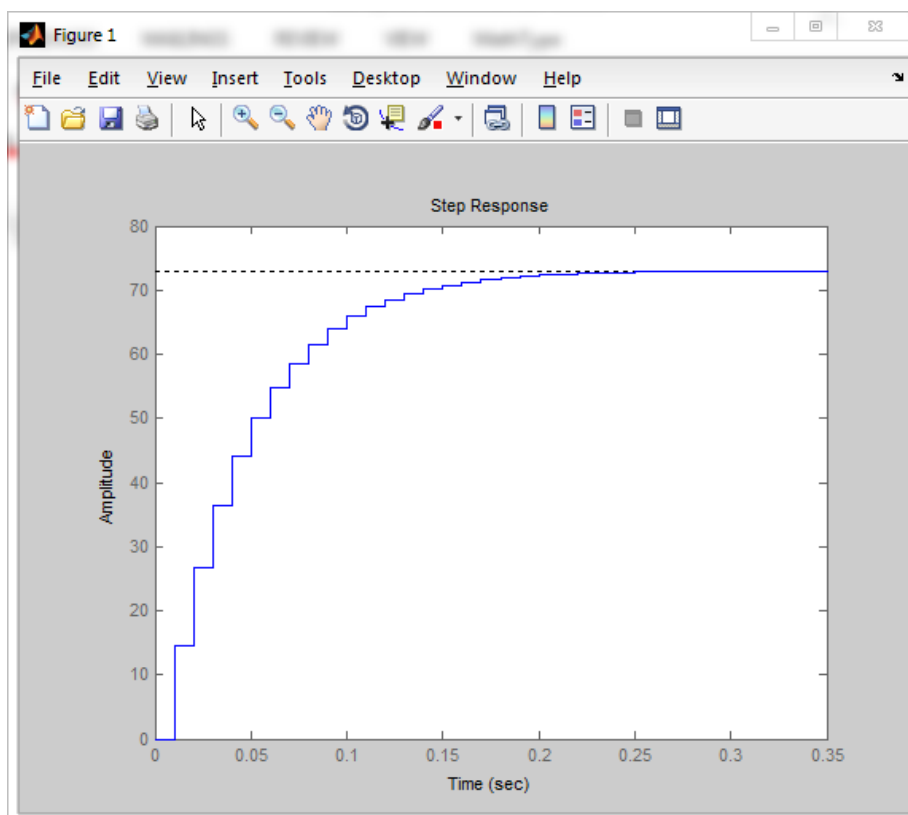 Figure 1
File Edit View Insert Tools Desktop Window Help
Step Response
80
70
60
50
40
30
20
10
0
Amplitude
0 0.05 0.1 0.15 0.2 0.25 0.3 0.35
Time (sec)